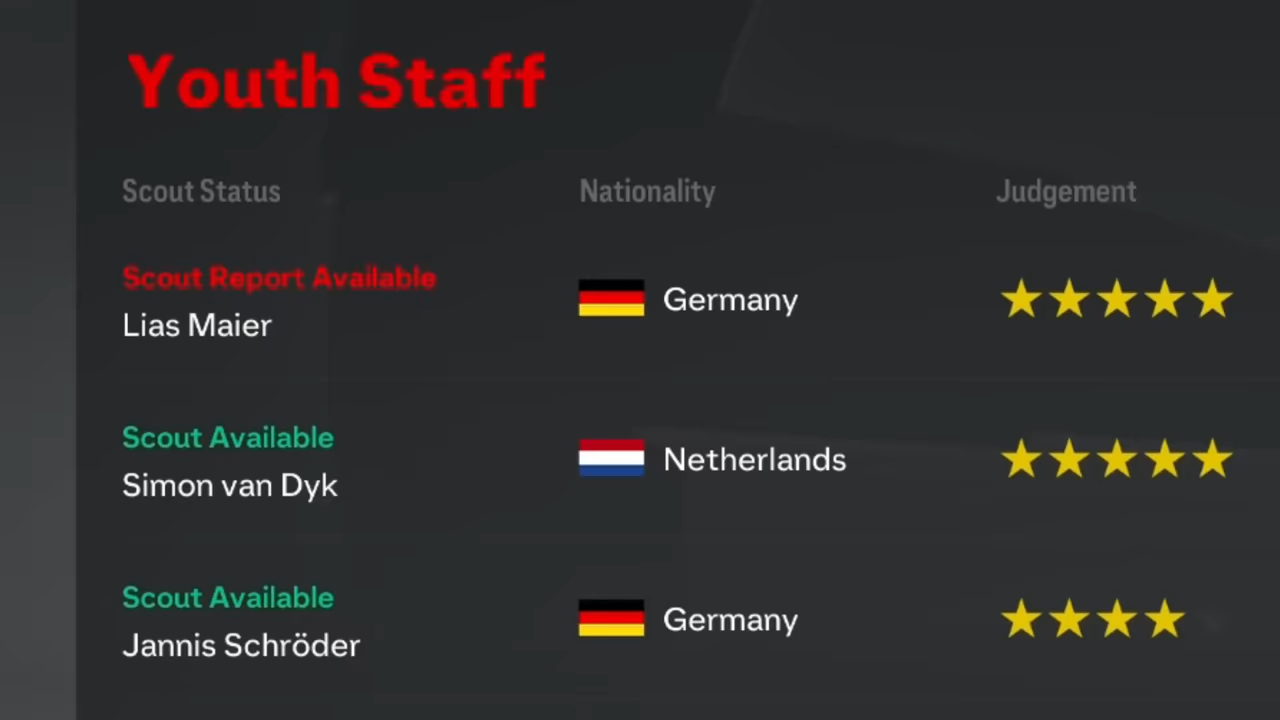 Youth Staff
Scout Status Nationality Judgement
Scout Report Available
Lias Maier
Germany
Scout Available
Simon van Dyk
Netherlands
Scout Available
Jannis Schröder
Germany